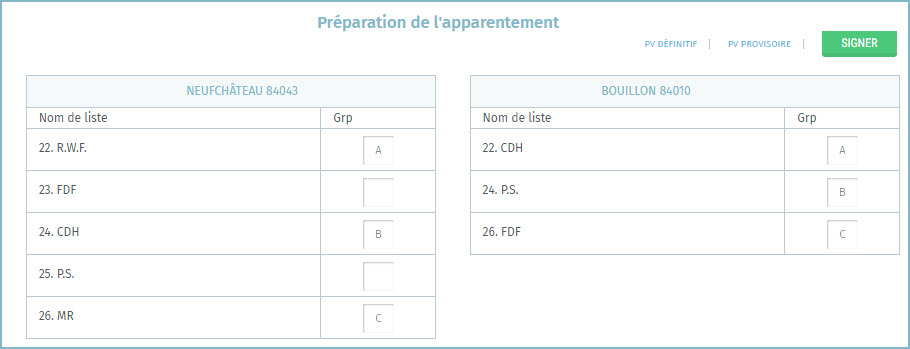 Préparation de l'apparentement
PV DÉFINITIF | PV PROVISOIRE | SIGNER
NEUFCHÂTEAU 84043
Nom de liste Grp
22. R.W.F. A
23. FDF
24. CDH B
25. P.S.
26. MR C
BOUILLON 84010
Nom de liste Grp
22. CDH A
24. P.S. B
26. FDF C